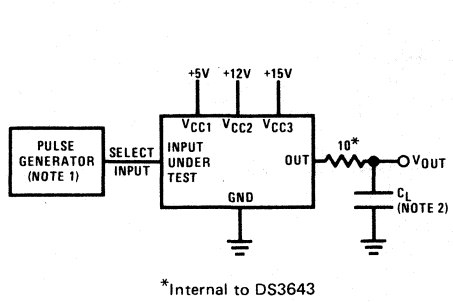 +5V +12V +15V
VCC1 VCC2 VCC3
PULSE
GENERATOR
(NOTE 1)
SELECT
INPUT
INPUT
UNDER
TEST
OUT
GND
10*
VOUT
CL
(NOTE 2)
*Internal to DS3643